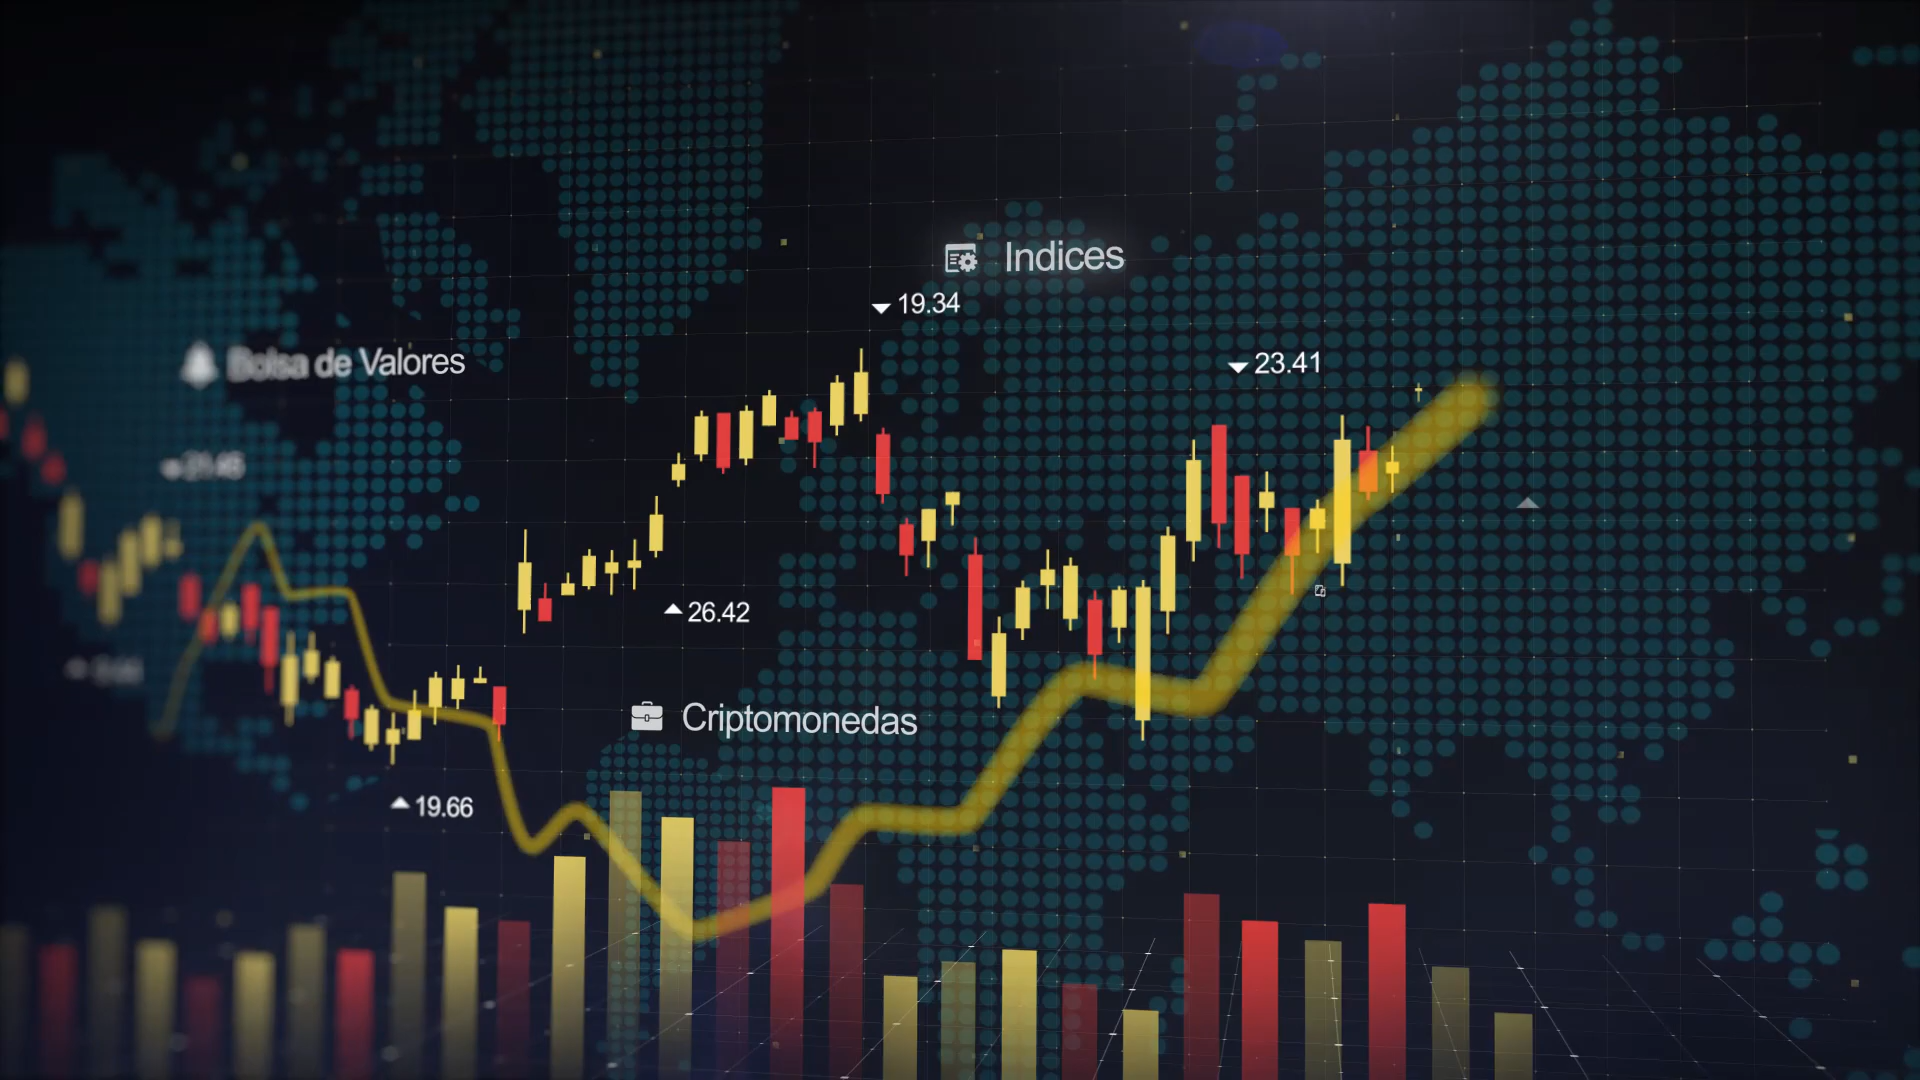 Indices
19.34
Bolsa de Valores
23.41
26.42
Criptomonedas
19.66